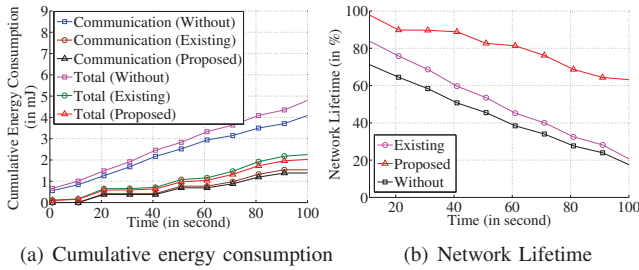 Cumulative Energy Consumption
(in mJ)
9
8
7
6
5
4
3
2
1
0
Communication (Without)
Communication (Existing)
Communication (Proposed)
Total (Without)
Total (Existing)
Total (Proposed)
0 20 40 60 80 100
Time (in second)
(a) Cumulative energy consumption
Network Lifetime (in %)
100
80
60
40
20
0
Existing
Proposed
Without
20 40 60 80 100
Time (in second)
(b) Network Lifetime